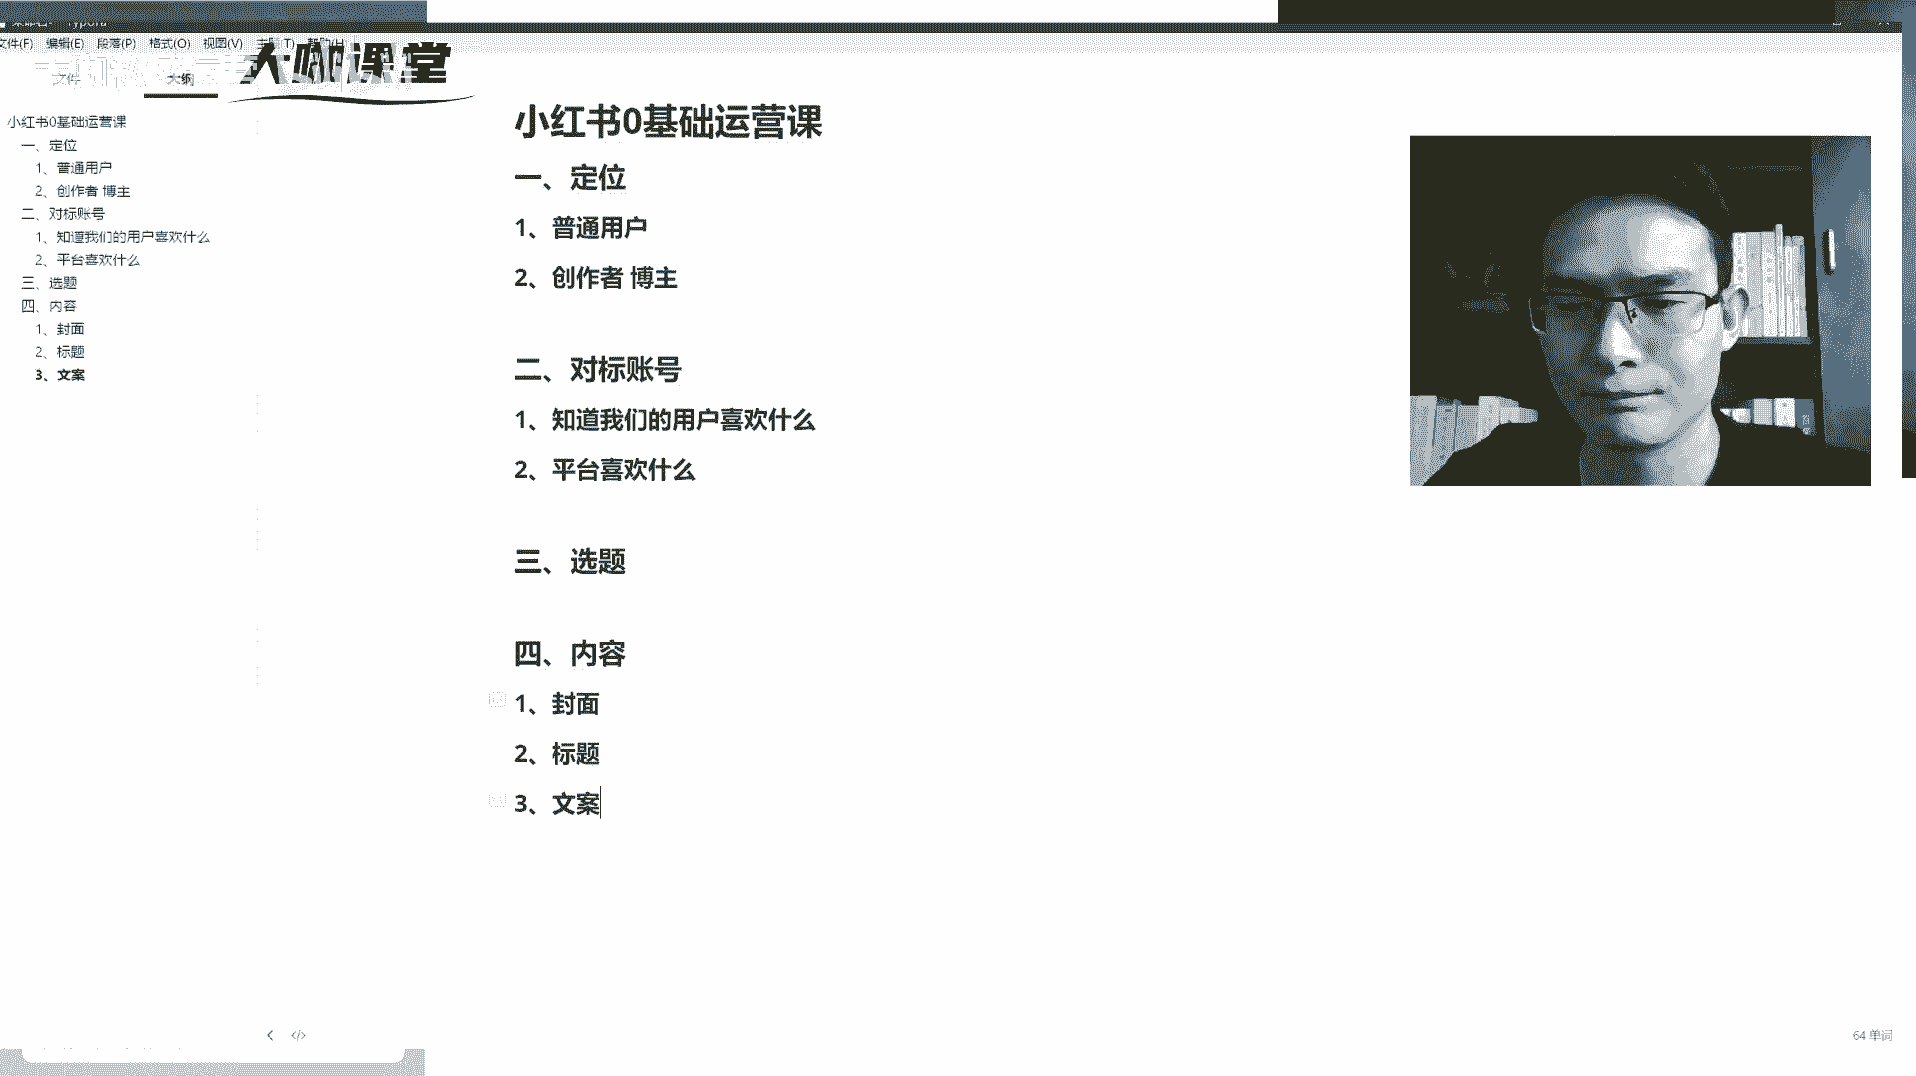 文件(F) 编辑(E) 段落(P) 格式(O) 视图(V)
文件 大纲
大咖课堂
小红书0基础运营课
一、定位
1、普通用户
2、创作者 博主
二、对标账号
1、知道我们的用户喜欢什么
2、平台喜欢什么
三、选题
四、内容
1、封面
2、标题
3、文案
小红书0基础运营课
一、定位
1、普通用户
2、创作者 博主
二、对标账号
1、知道我们的用户喜欢什么
2、平台喜欢什么
三、选题
四、内容
1、封面
2、标题
3、文案
64 单词